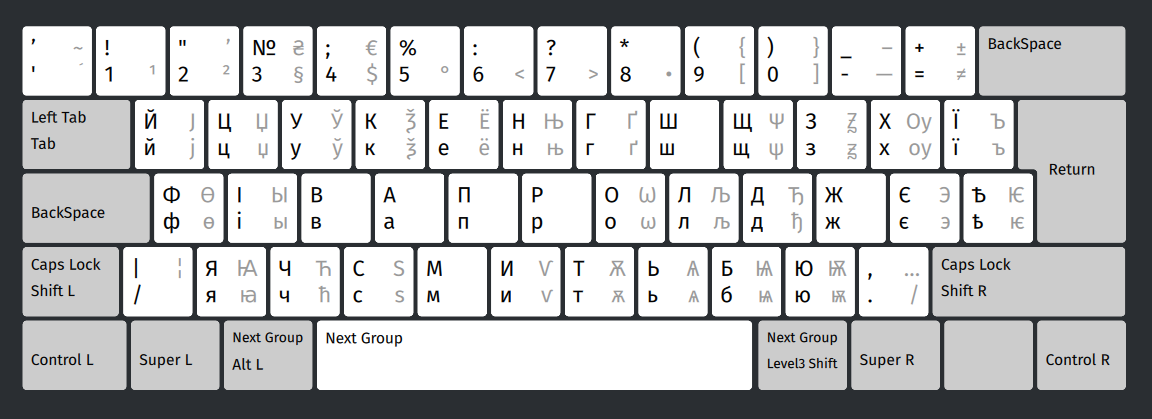 ’ ~ ! " ’ № ₴ ; € % : ? * ( { ) } _ – + ± BackSpace
' ´ 1 ¹ 2 ² 3 § 4 $ 5 ° 6 < 7 > 8 • 9 [ 0 ] - — = ≠
Left Tab Й Ј Ц Џ У Ў К Ѯ Е Ё Н Њ Г Ґ Ш Щ Ѱ З Ꙁ Х Оу Ї Ъ
Tab й ј ц џ у ў к ѯ е ё н њ г ґ ш щ ѱ з ꙁ х оу ї ъ Return
Ф Ѳ І Ы В А П Р О Ѡ Л Љ Д Ђ Ж Є Э Ѣ Ѥ
BackSpace ф ѳ і ы в а п р о ѡ л љ д ђ ж є э ѣ ѥ
Caps Lock | ¦ Я Ꙗ Ч Ћ С Ѕ М И Ѵ Т Ѫ Ь Ѧ Б Ѩ Ю Ѭ , … Caps Lock
Shift L / я ꙗ ч ћ с ѕ м и ѵ т ѫ ь ѧ б ѩ ю ѭ . / Shift R
Next Group Next Group Next Group
Control L Super L Alt L Level3 Shift Super R Control R